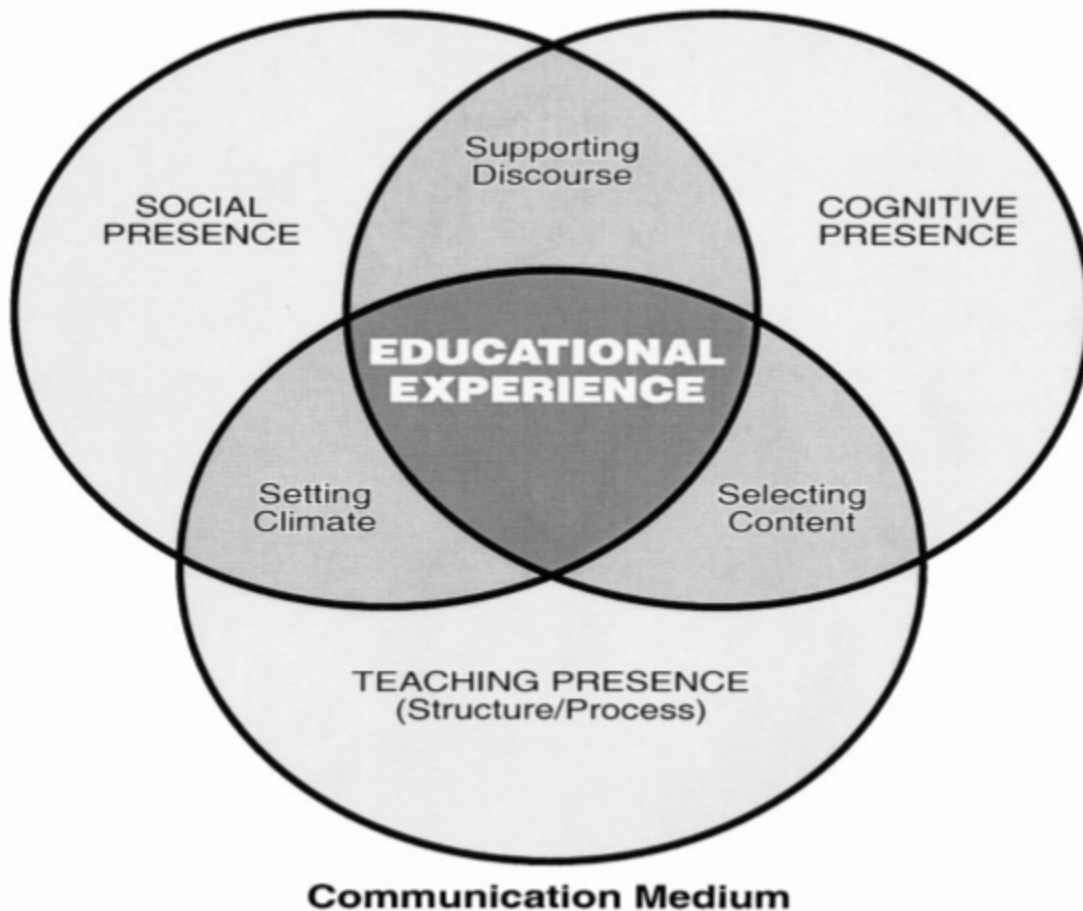 Supporting
Discourse
SOCIAL
PRESENCE
COGNITIVE
PRESENCE
EDUCATIONAL
EXPERIENCE
Setting
Climate
Selecting
Content
TEACHING PRESENCE
(Structure/Process)
Communication Medium